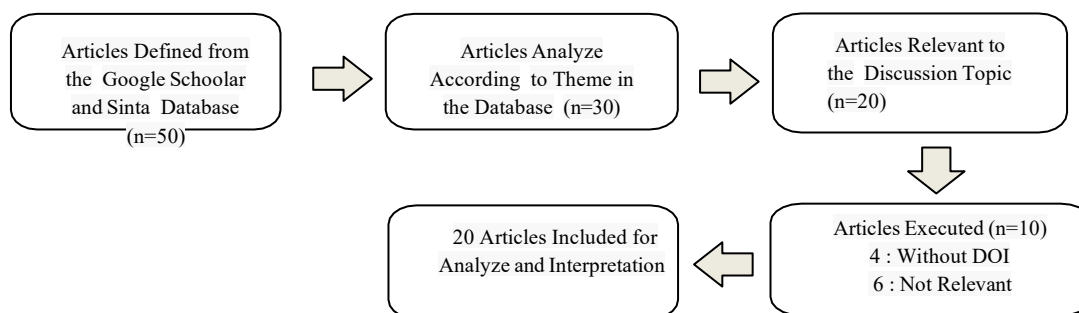 Articles Defined from
the Google Schoolar
and Sinta Database
(n=50)
Articles Analyze
According to Theme in
the Database (n=30)
Articles Relevant to
the Discussion Topic
(n=20)
Articles Executed (n=10)
4 : Without DOI
6 : Not Relevant
20 Articles Included for
Analyze and Interpretation